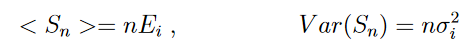 < S_n >= nE_i ,          Var(S_n) = nσ_i^2